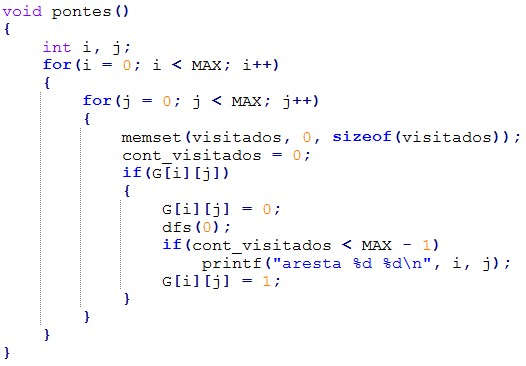 void pontes()
{
int i, j;
for(i = 0; i < MAX; i++)
{
for(j = 0; j < MAX; j++)
{
memset(visitados, 0, sizeof(visitados));
cont_visitados = 0;
if(G[i][j])
{
G[i][j] = 0;
dfs(0);
if(cont_visitados < MAX - 1)
printf("aresta %d %d\n", i, j);
G[i][j] = 1;
}
}
}
}